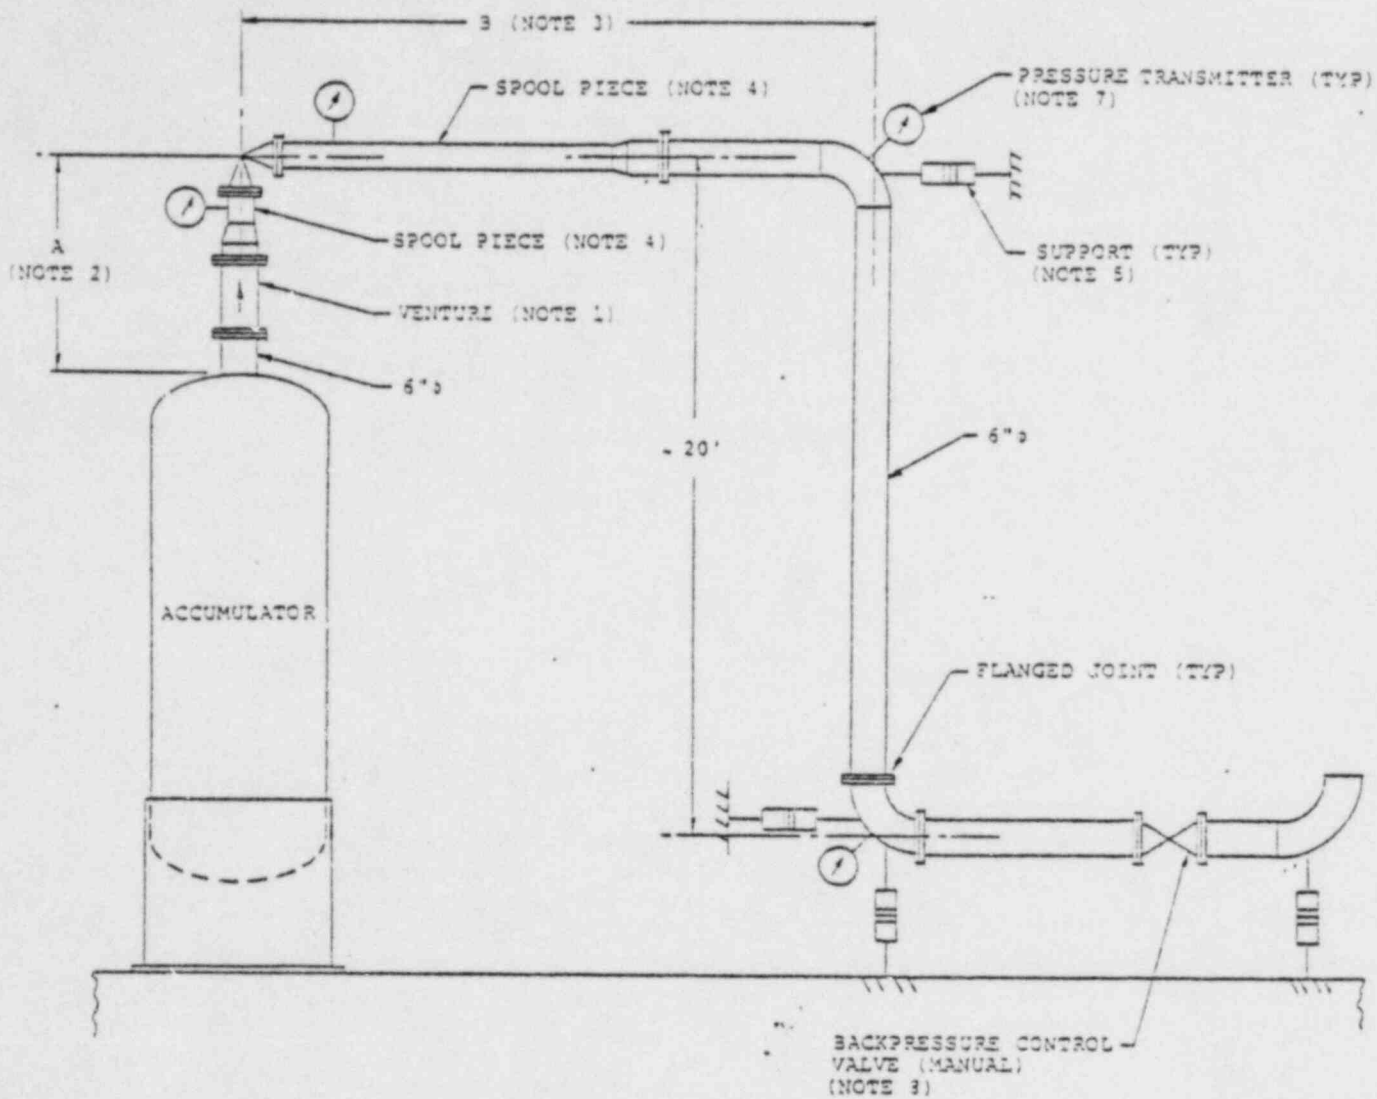 B (NOTE 3)
SPOOL PIECE (NOTE 4)
PRESSURE TRANSMITTER (TYP)
(NOTE 7)
A
(NOTE 2)
SPOOL PIECE (NOTE 4)
SUPPORT (TYP)
(NOTE 5)
VENTURI (NOTE 1)
6"φ
~ 20'
6"φ
ACCUMULATOR
FLANGED JOINT (TYP)
BACKPRESSURE CONTROL
VALVE (MANUAL)
(NOTE 8)